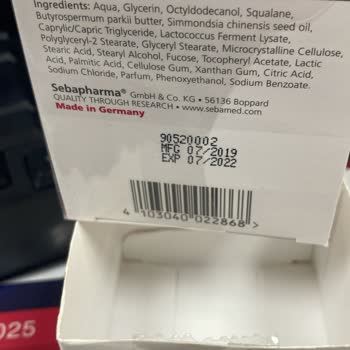 Ingredients: Aqua, Glycerin, Octyldodecanol, Squalane,
Butyrospermum parkii butter, Simmondsia chinensis seed oil,
Caprylic/Capric Triglyceride, Lactococcus Ferment Lysate,
Polyglyceryl-2 Stearate, Glyceryl Stearate, Microcrystalline Cellulose,
Stearic Acid, Stearyl Alcohol, Fucose, Tocopheryl Acetate, Lactic
Acid, Palmitic Acid, Cellulose Gum, Xanthan Gum, Citric Acid,
Sodium Chloride, Parfum, Phenoxyethanol, Sodium Benzoate.
Sebapharma® GmbH & Co. KG • 56136 Boppard
QUALITY THROUGH RESEARCH • www.sebamed.com
Made in Germany
90520002
MFG 07/2019
EXP 07/2022
4 103040 022868 >
025